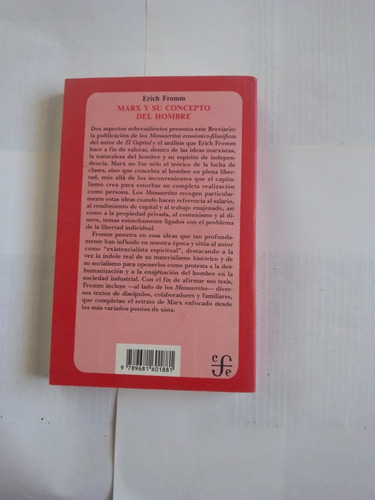 Erich Fromm
MARX Y SU CONCEPTO
DEL HOMBRE
Dos aspectos sobresalientes presenta este Breviario:
la publicación de los Manuscritos económico-filosóficos
del autor de El Capital y el análisis que Erich Fromm
hace a fin de valorar, dentro de las ideas marxistas,
la naturaleza del hombre y su espíritu de indepen-
dencia. Marx no fue sólo el teórico de la lucha de
clases, sino que concebía al hombre en plena liber-
tad, más allá de los inconvenientes que el capita-
lismo crea para estorbar su completa realización
como persona. Los Manuscritos recogen particular-
mente estas ideas cuando hacen referencia al salario,
al rendimiento de capital y al trabajo enajenado, así
como a la propiedad privada, al comunismo y al di-
nero, temas estrechamente ligados con el problema
de la libertad individual.
Fromm penetra en esas ideas que tan profunda-
mente han influido en nuestra época y sitúa al autor
como "existencialista espiritual", destacando a la
vez la índole real de su materialismo histórico y de
su socialismo para oponerlos como protesta a la des-
humanización y a la enajenación del hombre en la
sociedad industrial. Con el fin de afirmar sus tesis,
Fromm incluye —al lado de los Manuscritos— diver-
sos textos de discípulos, colaboradores y familiares,
que completan el retrato de Marx enfocado desde
los más variados puntos de vista.
9 789681 601881
cfe